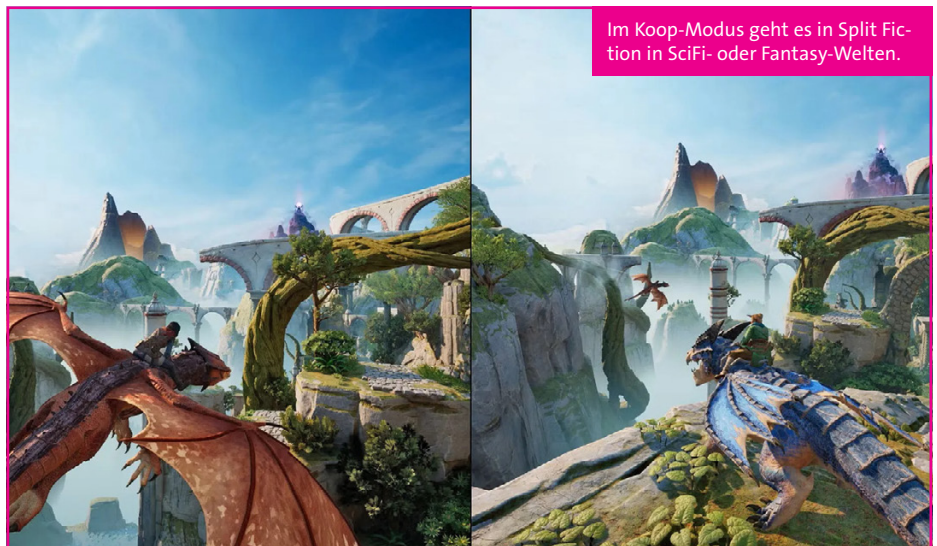 Im Koop-Modus geht es in Split Fic-
tion in SciFi- oder Fantasy-Welten.